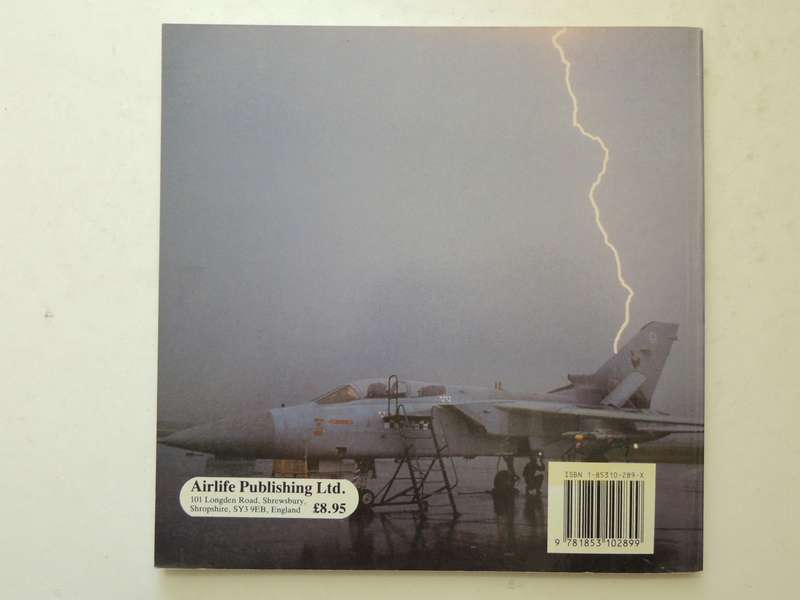 Airlife Publishing Ltd.
101 Longden Road, Shrewsbury,
Shropshire, SY3 9EB, England £8.95
ISBN 1-85310-289-X
9 781853 102899